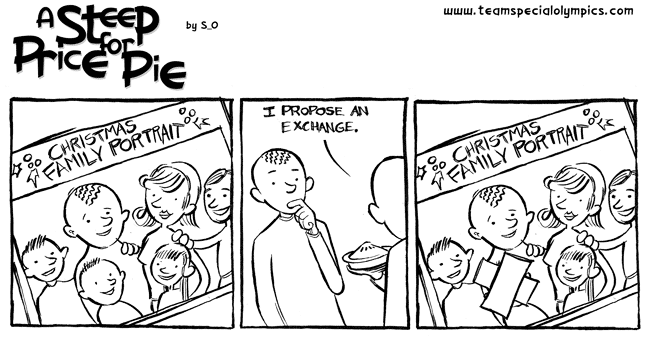 A STEEP
for
PRICE PIE
by S_O
www.teamspecialolympics.com
CHRISTMAS
FAMILY PORTRAIT
I PROPOSE AN
EXCHANGE.
CHRISTMAS
FAMILY PORTRAIT